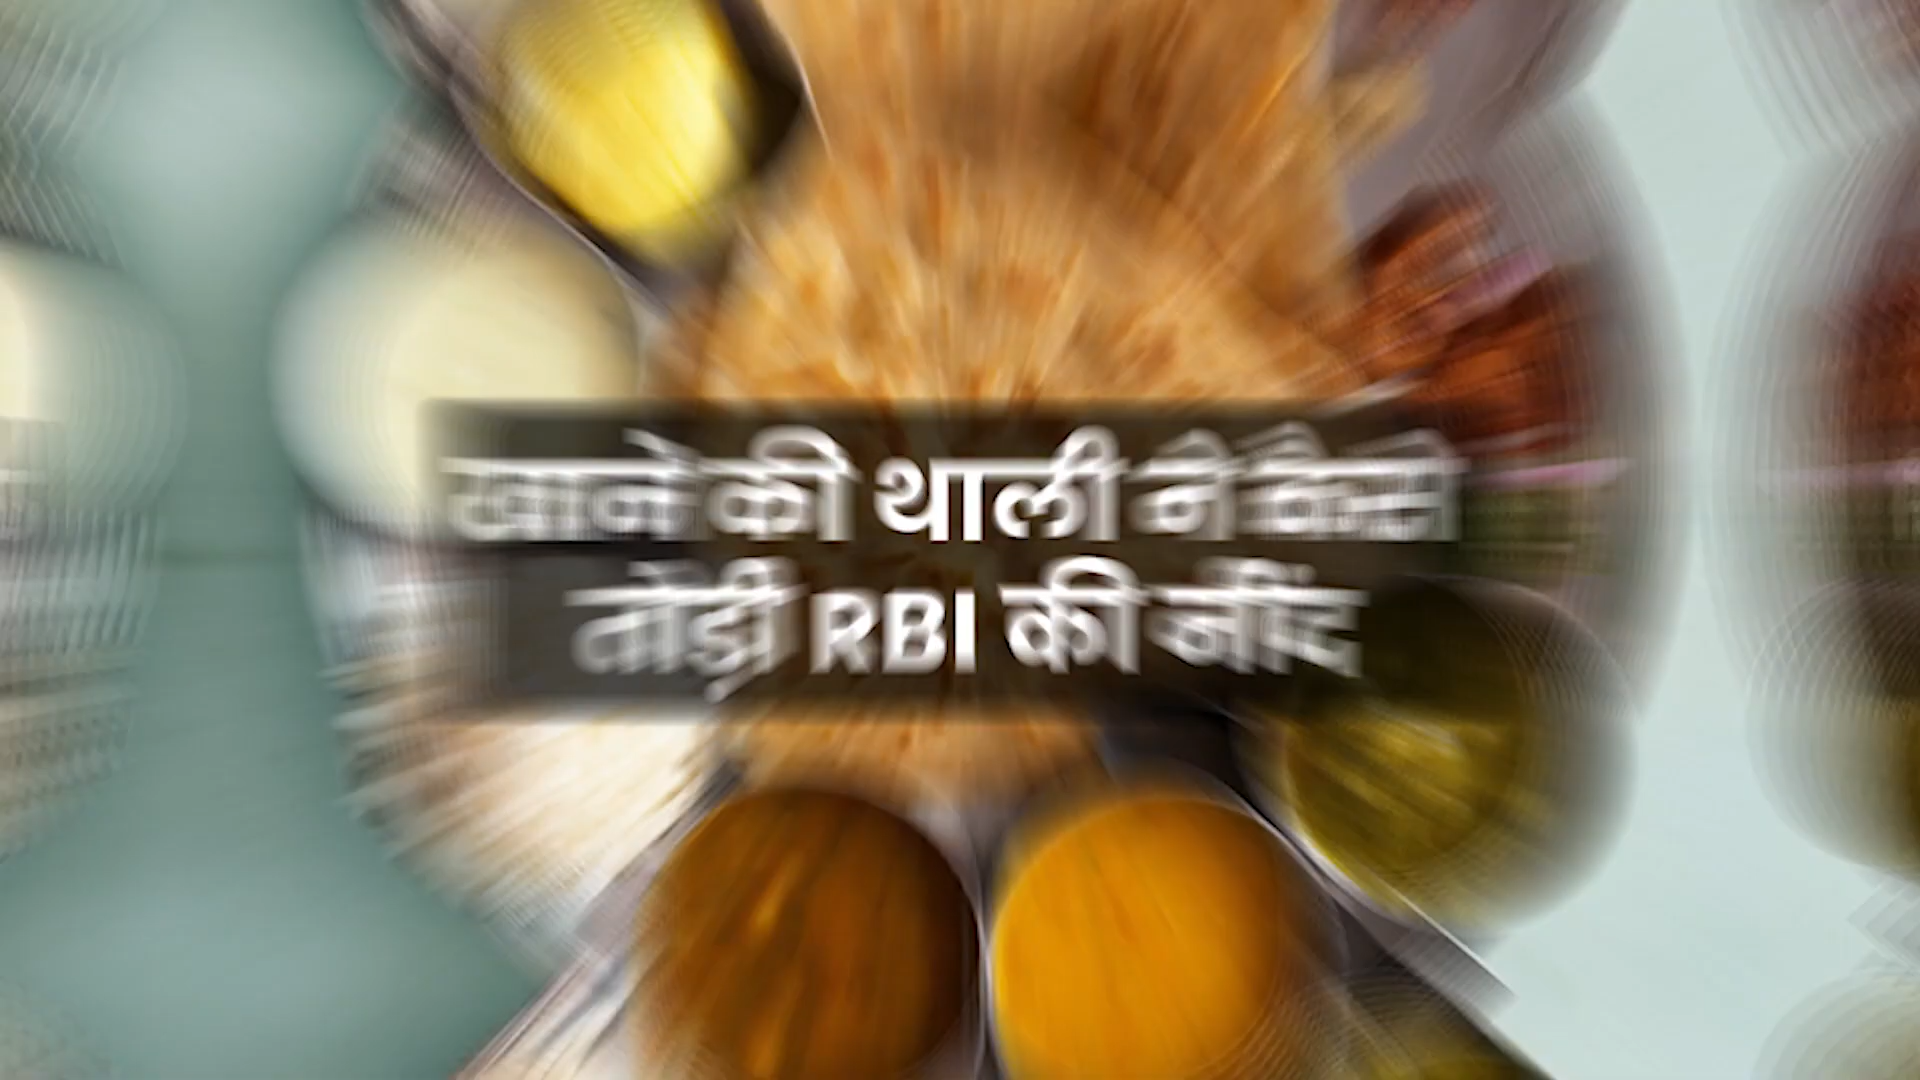 खाने की थाली ने कैसे
तोड़ी RBI की नींद